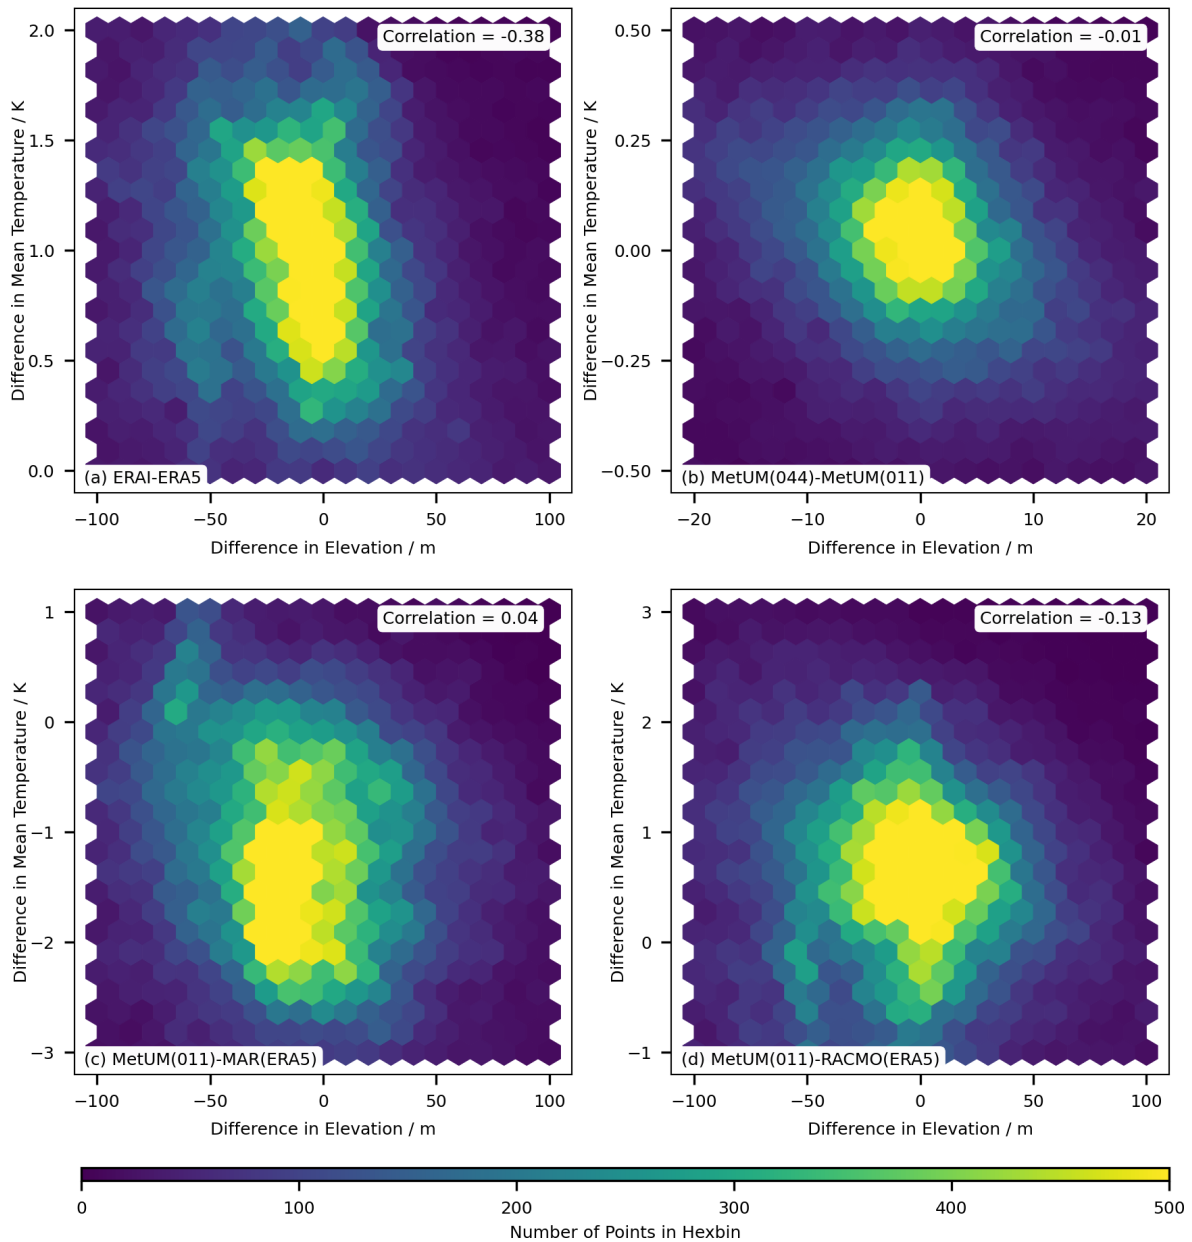 Correlation = -0.38
2.0
1.5
1.0
0.5
0.0
Difference in Mean Temperature / K
(a) ERAI-ERA5
−100
−50
0
50
100
Difference in Elevation / m
Correlation = -0.01
0.50
0.25
0.00
−0.25
−0.50
Difference in Mean Temperature / K
(b) MetUM(044)-MetUM(011)
−20
−10
0
10
20
Difference in Elevation / m
Correlation = 0.04
1
0
−1
−2
−3
Difference in Mean Temperature / K
(c) MetUM(011)-MAR(ERA5)
−100
−50
0
50
100
Difference in Elevation / m
Correlation = -0.13
3
2
1
0
−1
Difference in Mean Temperature / K
(d) MetUM(011)-RACMO(ERA5)
−100
−50
0
50
100
Difference in Elevation / m
0
100
200
300
400
500
Number of Points in Hexbin